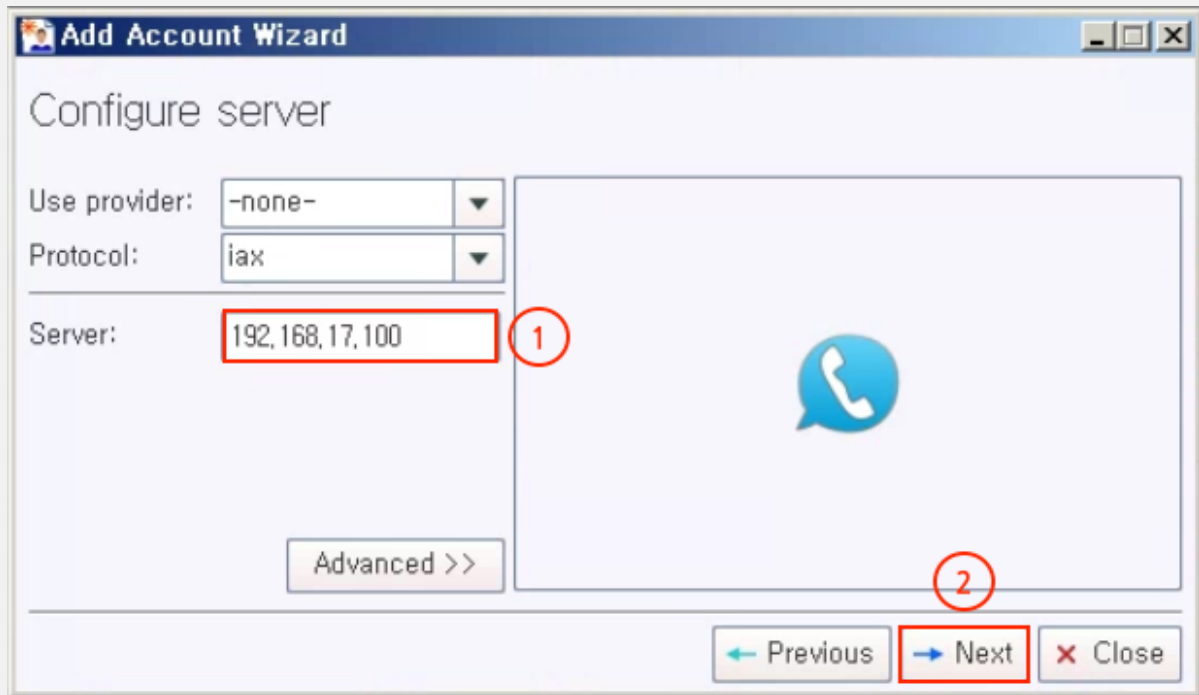 Add Account Wizard
Configure server
Use provider: -none-
Protocol: iax
Server: 192,168,17,100 1
Advanced >>
2
Previous Next Close